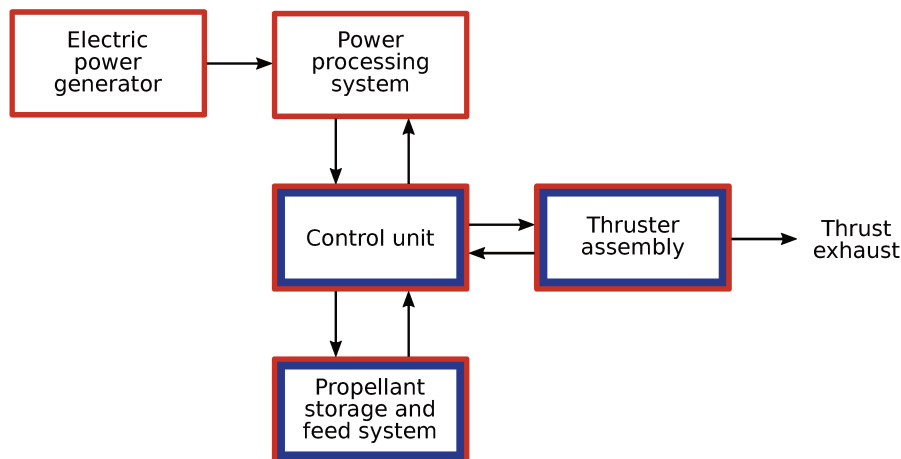 Electric
power
generator
Power
processing
system
Control unit
Thruster
assembly
Thrust
exhaust
Propellant
storage and
feed system